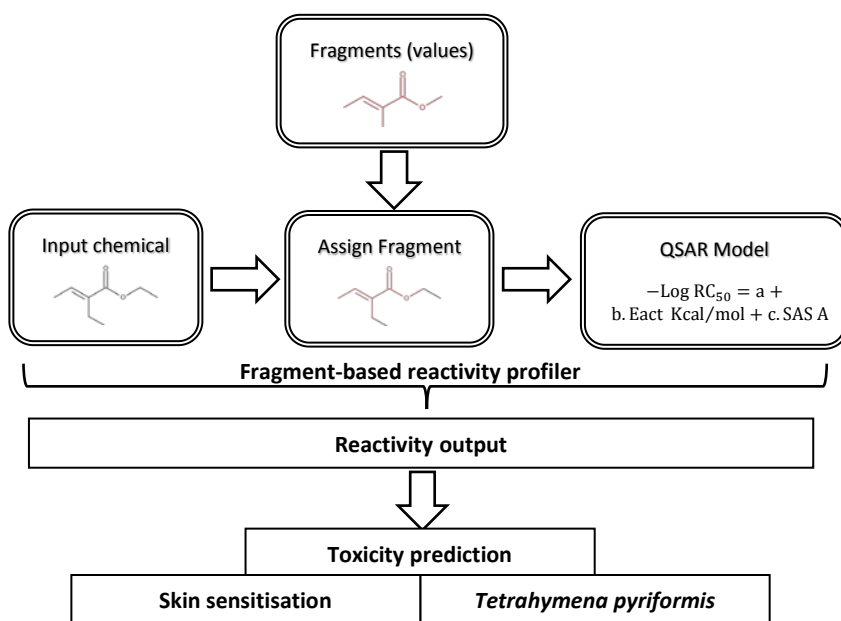 Fragments (values)
Input chemical
Assign Fragment
QSAR Model
−Log RC₅₀ = a +
b. Eact Kcal/mol + c. SAS A
Fragment-based reactivity profiler
Reactivity output
Toxicity prediction
Skin sensitisation
Tetrahymena pyriformis